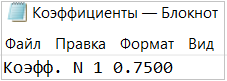 Коэффициенты — Блокнот
Файл Правка Формат Вид
Коэфф. N 1 0.7500